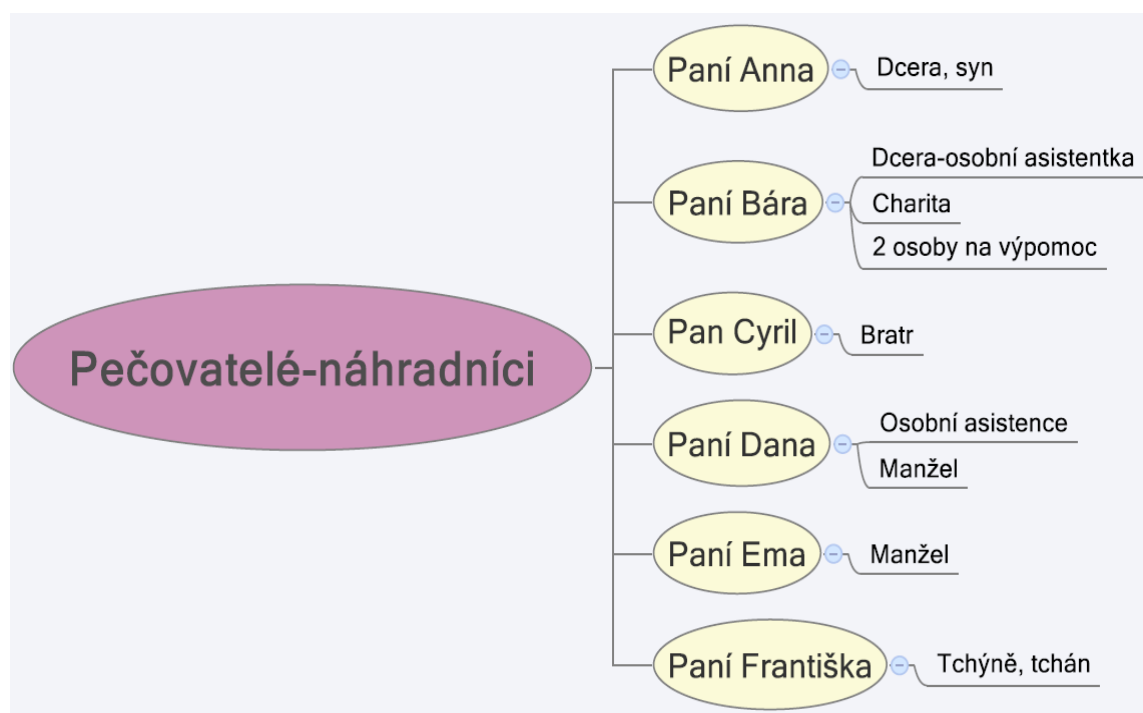 Pečovatelé-náhradníci
Paní Anna
Dcera, syn
Paní Bára
Dcera-osobní asistentka
Charita
2 osoby na výpomoc
Pan Cyril
Bratr
Paní Dana
Osobní asistence
Manžel
Paní Ema
Manžel
Paní Františka
Tchýně, tchán